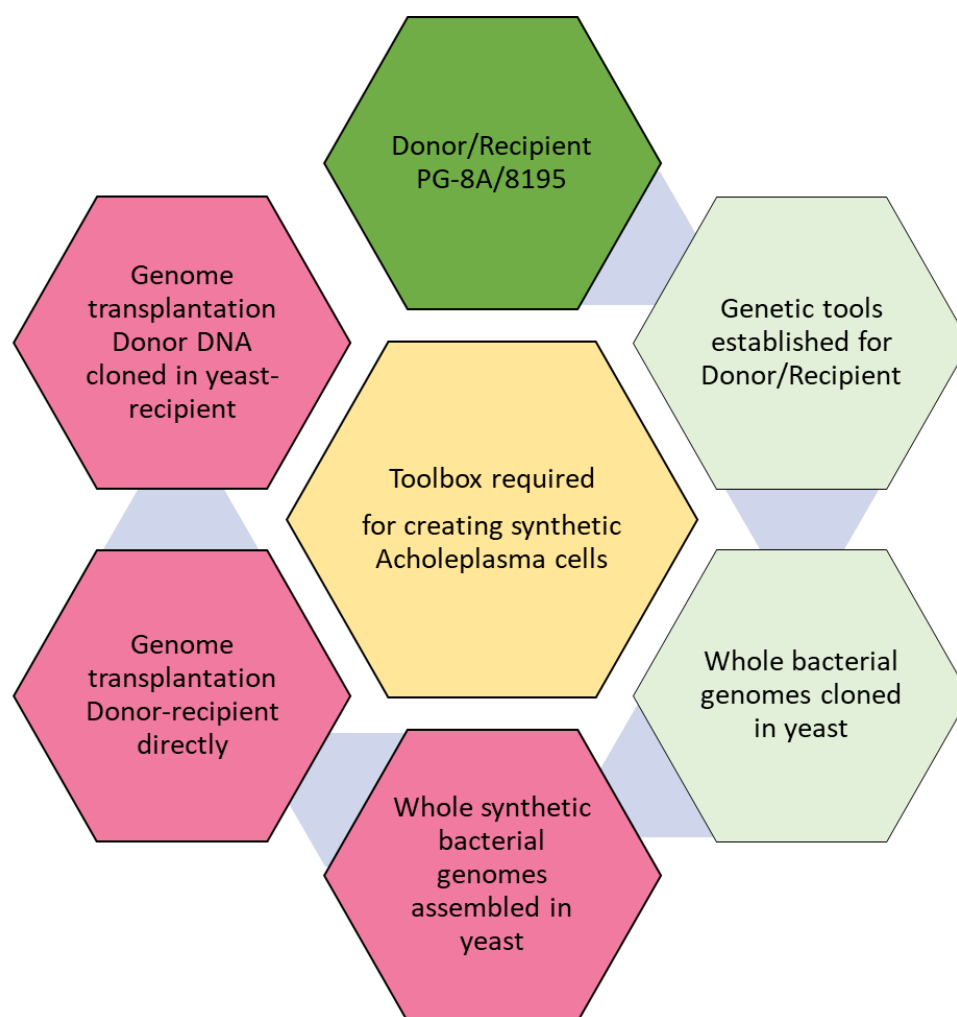 Donor/Recipient
PG-8A/8195
Genetic tools
established for
Donor/Recipient
Whole bacterial
genomes cloned
in yeast
Whole synthetic
bacterial
genomes
assembled in
yeast
Genome
transplantation
Donor-recipient
directly
Genome
transplantation
Donor DNA
cloned in yeast-
recipient
Toolbox required
for creating synthetic
Acholeplasma cells